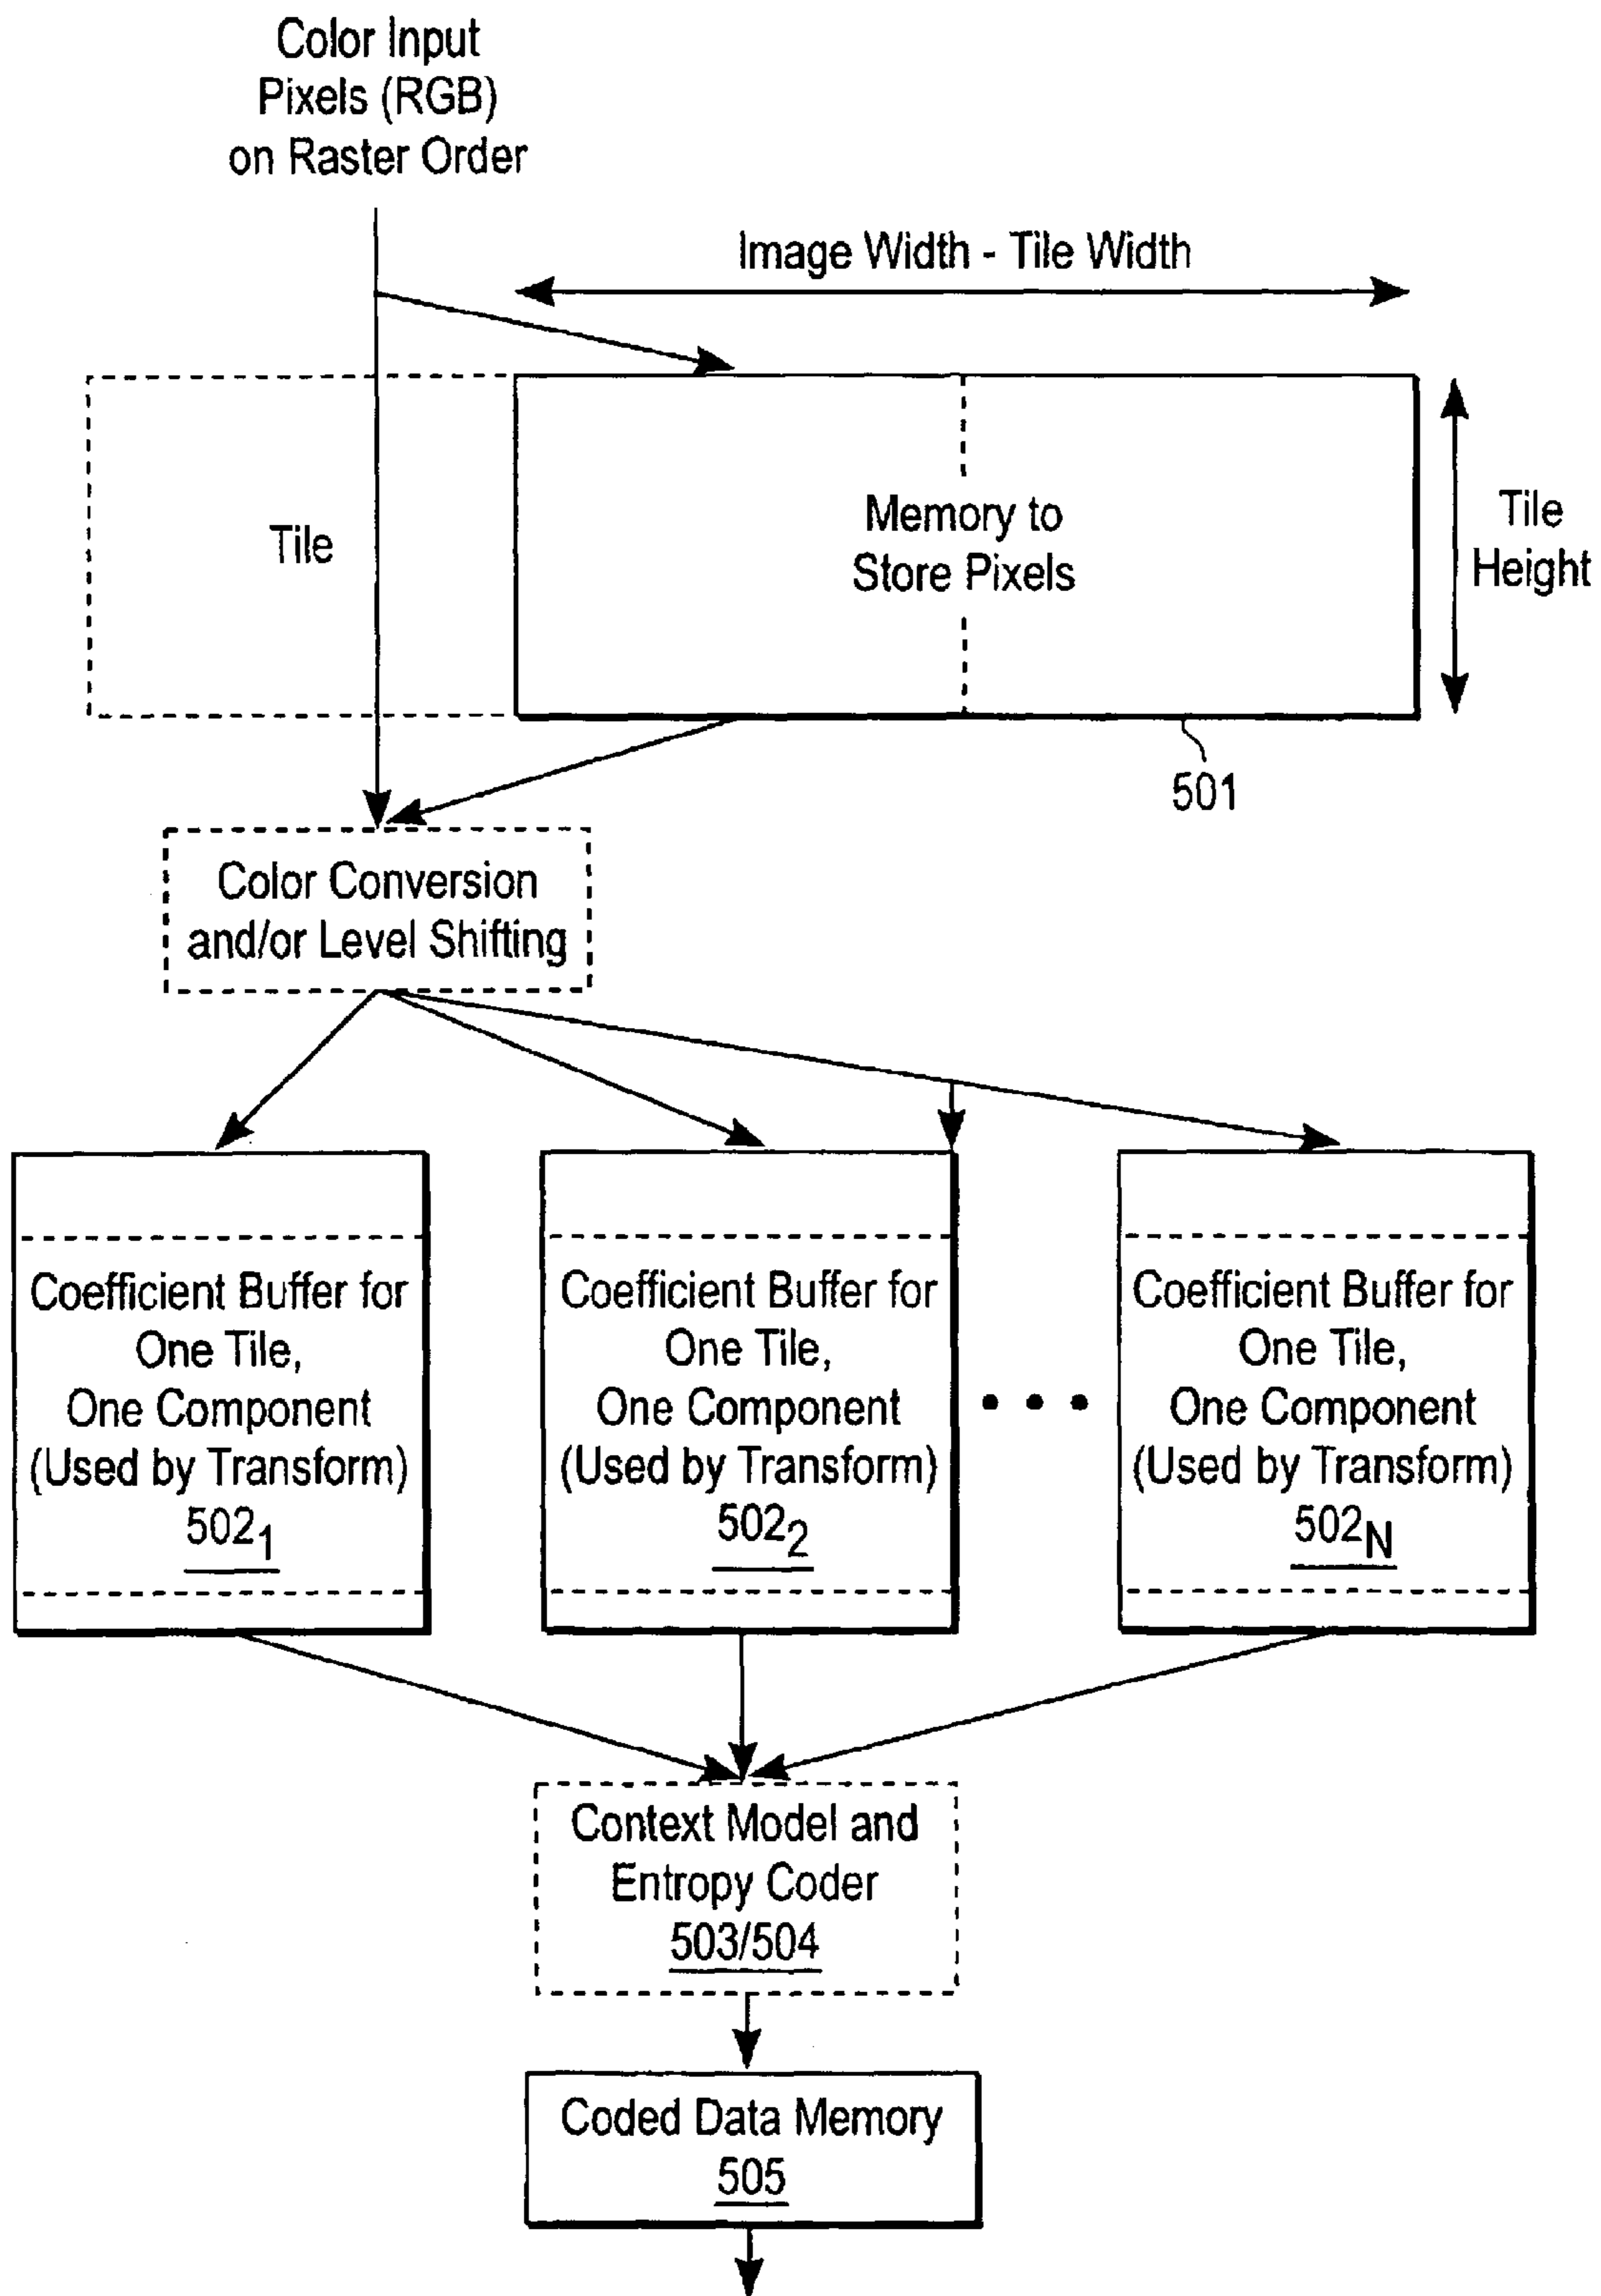 Color Input
Pixels (RGB)
on Raster Order
Image Width - Tile Width
Tile
Memory to
Store Pixels
Tile
Height
501
Color Conversion
and/or Level Shifting
Coefficient Buffer for
One Tile,
One Component
(Used by Transform)
502₁
Coefficient Buffer for
One Tile,
One Component
(Used by Transform)
502₂
• • •
Coefficient Buffer for
One Tile,
One Component
(Used by Transform)
502N
Context Model and
Entropy Coder
503/504
Coded Data Memory
505